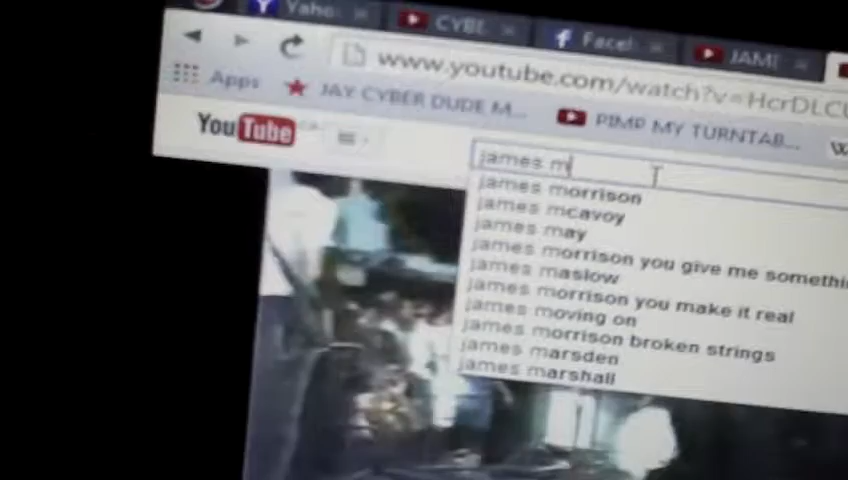 Yaho
CYBE
Facel
JAME
www.youtube.com/watch?v=HcrDLC
Apps
JAY CYBER DUDE M...
PIMP MY TURNTAB...
W
YouTube
james m
james morrison
james mcavoy
james may
james morrison you give me somethi
james maslow
james morrison you make it real
james moving on
james morrison broken strings
james marsden
james marshall